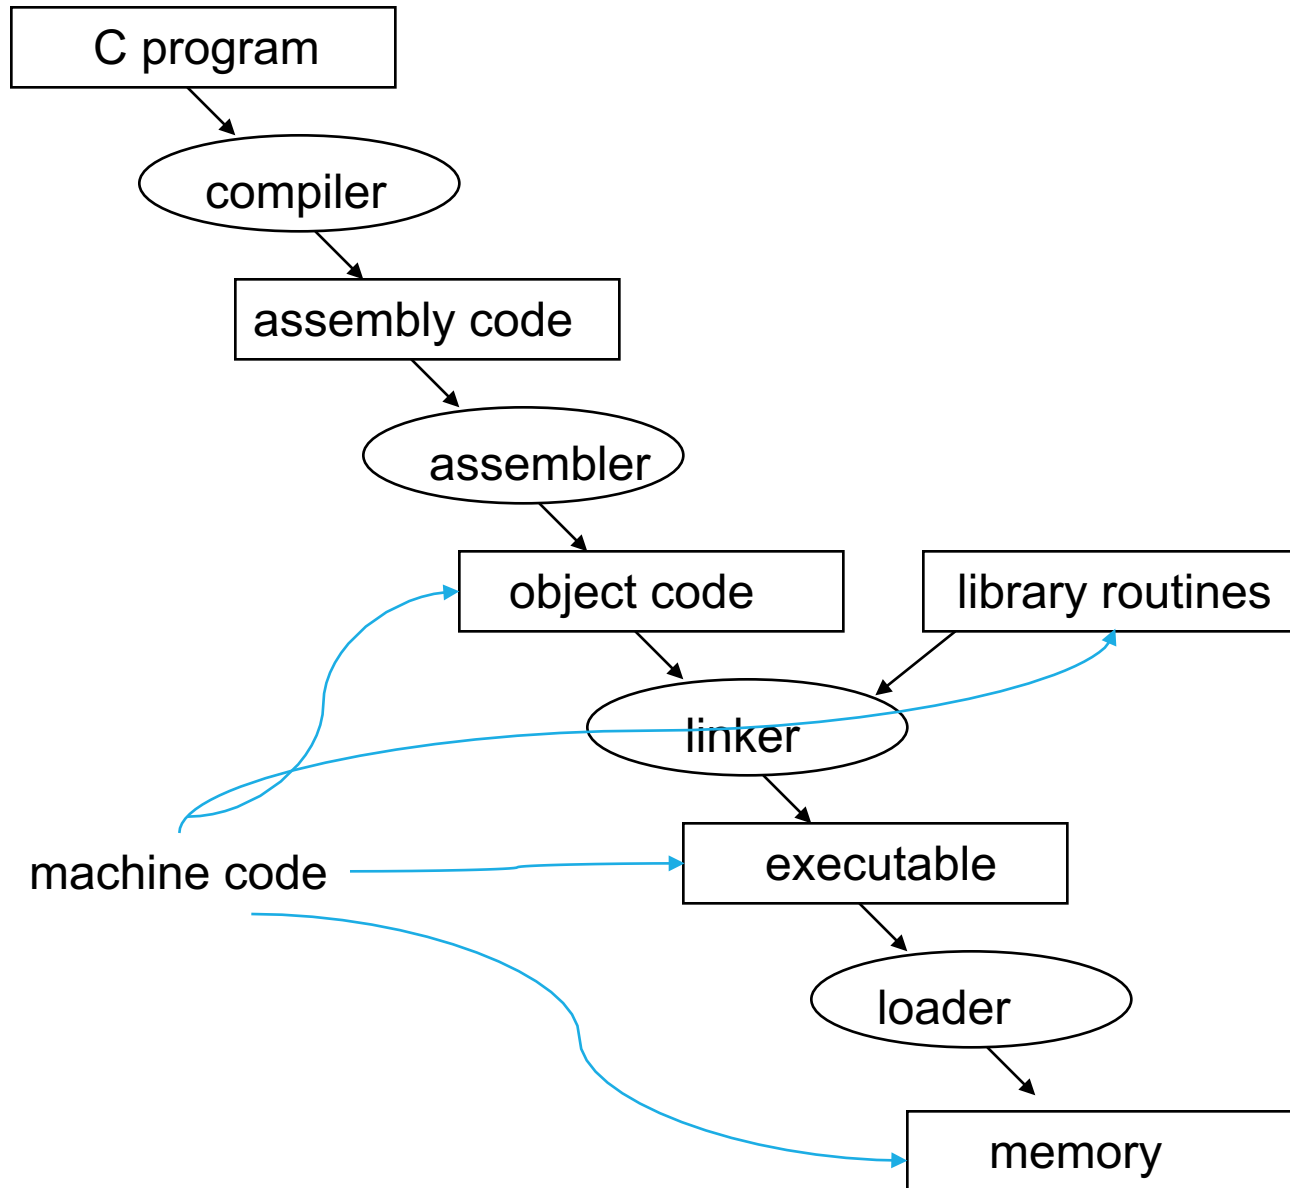 C program
compiler
assembly code
assembler
object code
library routines
linker
machine code
executable
loader
memory